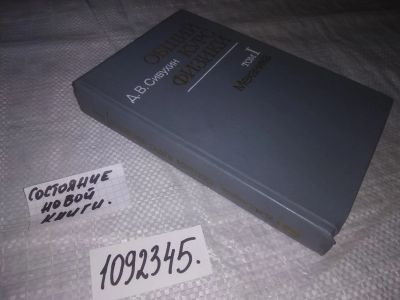 Д.В.Сивухин
ОБЩИЙ
КУРС
ФИЗИКИ
ТОМ I
Механика
СОСТОЯНИЕ
НОВОЙ
КНИГИ.
1092345.